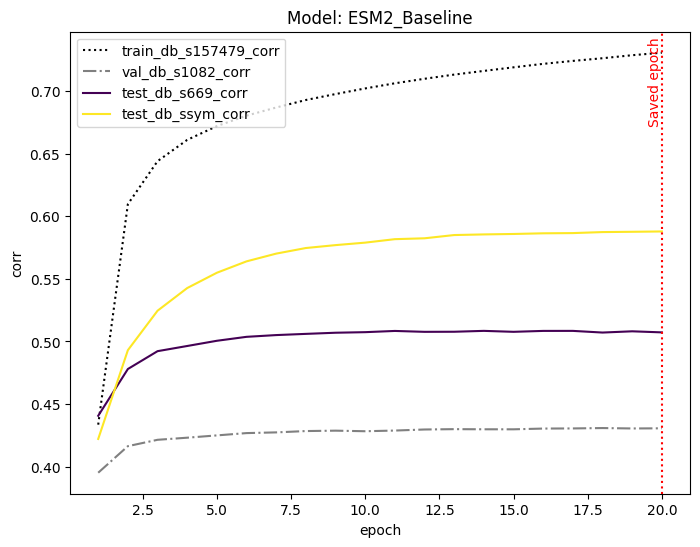 Model: ESM2_Baseline
train_db_s157479_corr
val_db_s1082_corr
test_db_s669_corr
test_db_ssym_corr
Saved epoch
corr
0.70
0.65
0.60
0.55
0.50
0.45
0.40
2.5 5.0 7.5 10.0 12.5 15.0 17.5 20.0
epoch